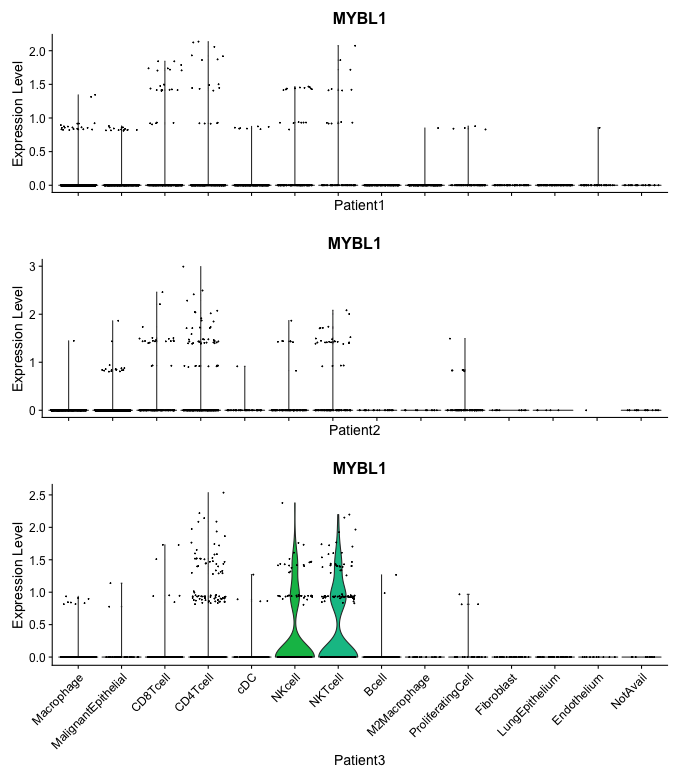 MYBL1
Expression Level
2.0
1.5
1.0
0.5
0.0
Patient1
MYBL1
Expression Level
3
2
1
0
Patient2
MYBL1
Expression Level
2.5
2.0
1.5
1.0
0.5
0.0
Macrophage
MalignantEpithelial
CD8Tcell
CD4Tcell
cDC
NKcell
NKTcell
Bcell
M2Macrophage
ProliferatingCell
Fibroblast
LungEpithelium
Endothelium
NotAvail
Patient3